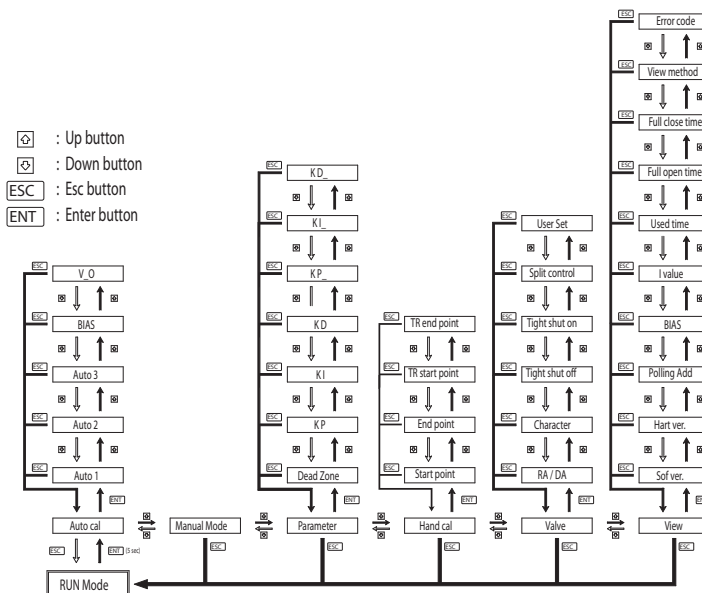 : Up button
: Down button
ESC : Esc button
ENT : Enter button
ESC V_O
ESC BIAS
ESC Auto 3
ESC Auto 2
ESC Auto 1
ENT
Auto cal
ESC ENT (5 sec)
RUN Mode
Manual Mode
ESC
ESC KD_
ESC KI_
ESC KP_
ESC KD
ESC KI
ESC KP
ESC Dead Zone
ENT
Parameter
ESC
ESC TR end point
ESC TR start point
ESC End point
ESC Start point
ENT
Hand cal
ESC
ESC User Set
ESC Split control
ESC Tight shut on
ESC Tight shut off
ESC Character
ESC RA / DA
ENT
Valve
ESC
ESC Error code
ESC View method
ESC Full close time
ESC Full open time
ESC Used time
ESC I value
ESC BIAS
ESC Polling Add
ESC Hart ver.
ESC Sof ver.
View
ESC